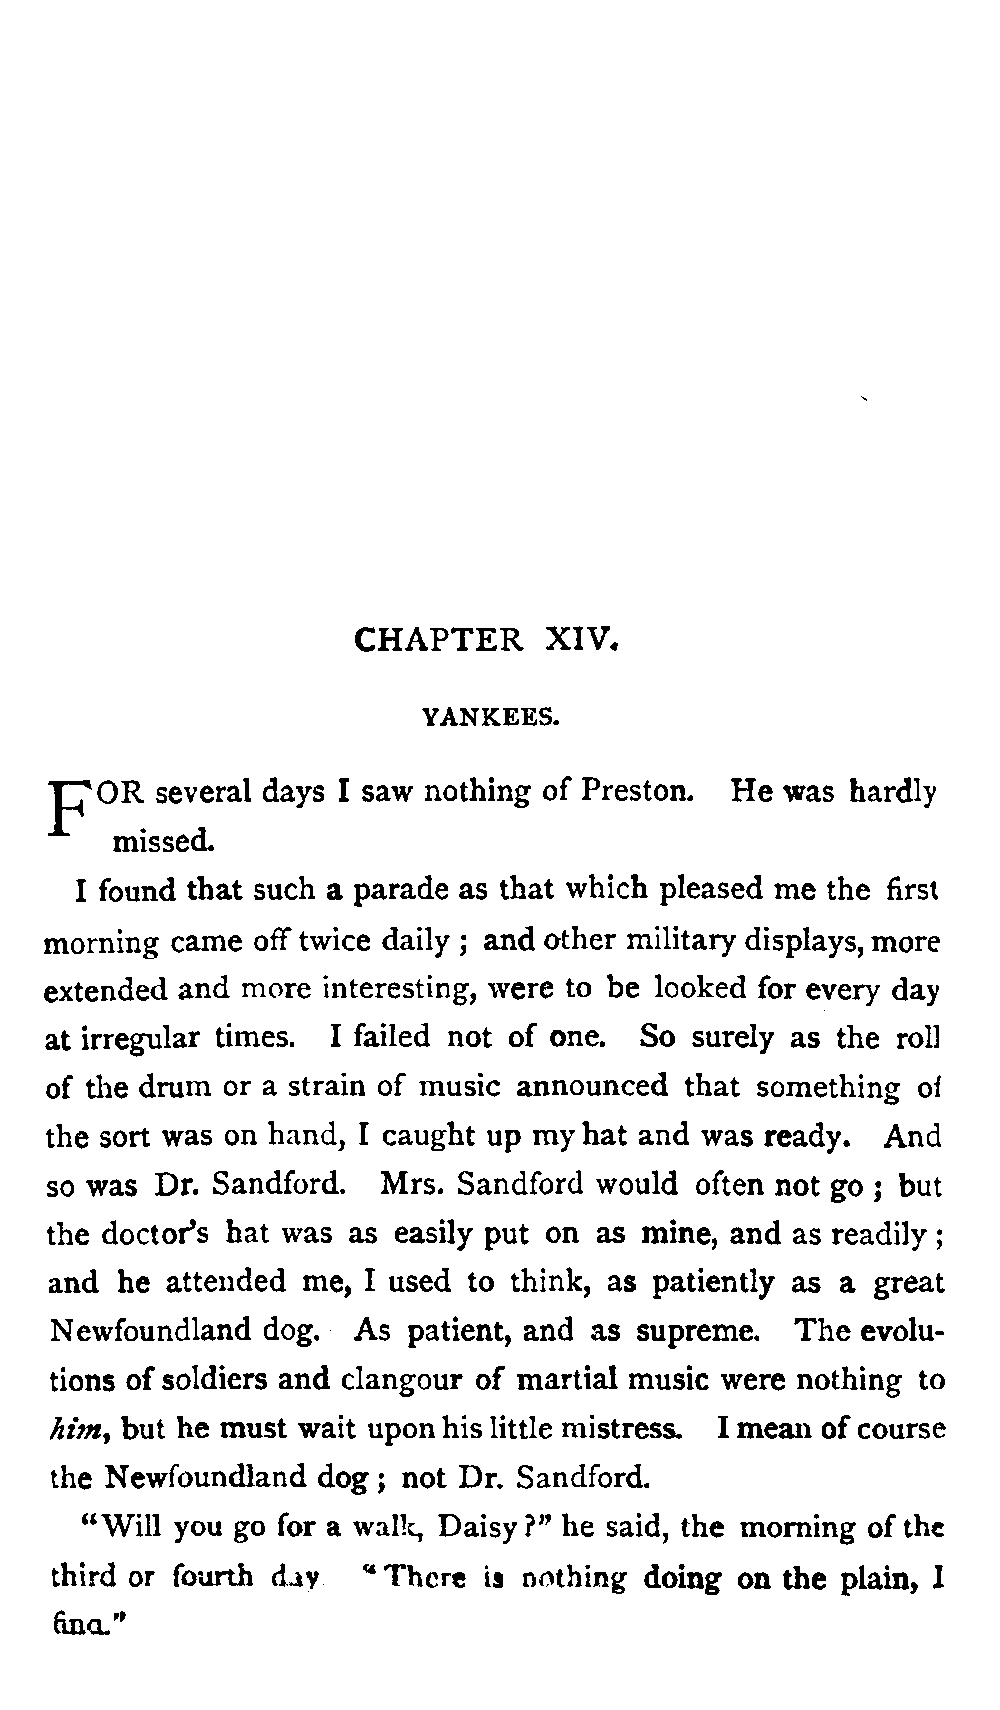 CHAPTER XIV.
YANKEES.
FOR several days I saw nothing of Preston. He was hardly
missed.
I found that such a parade as that which pleased me the first
morning came off twice daily; and other military displays, more
extended and more interesting, were to be looked for every day
at irregular times. I failed not of one. So surely as the roll
of the drum or a strain of music announced that something of
the sort was on hand, I caught up my hat and was ready. And
so was Dr. Sandford. Mrs. Sandford would often not go; but
the doctor's hat was as easily put on as mine, and as readily;
and he attended me, I used to think, as patiently as a great
Newfoundland dog. As patient, and as supreme. The evolu-
tions of soldiers and clangour of martial music were nothing to
him, but he must wait upon his little mistress. I mean of course
the Newfoundland dog; not Dr. Sandford.
"Will you go for a walk, Daisy?" he said, the morning of the
third or fourth day "There is nothing doing on the plain, I
find."